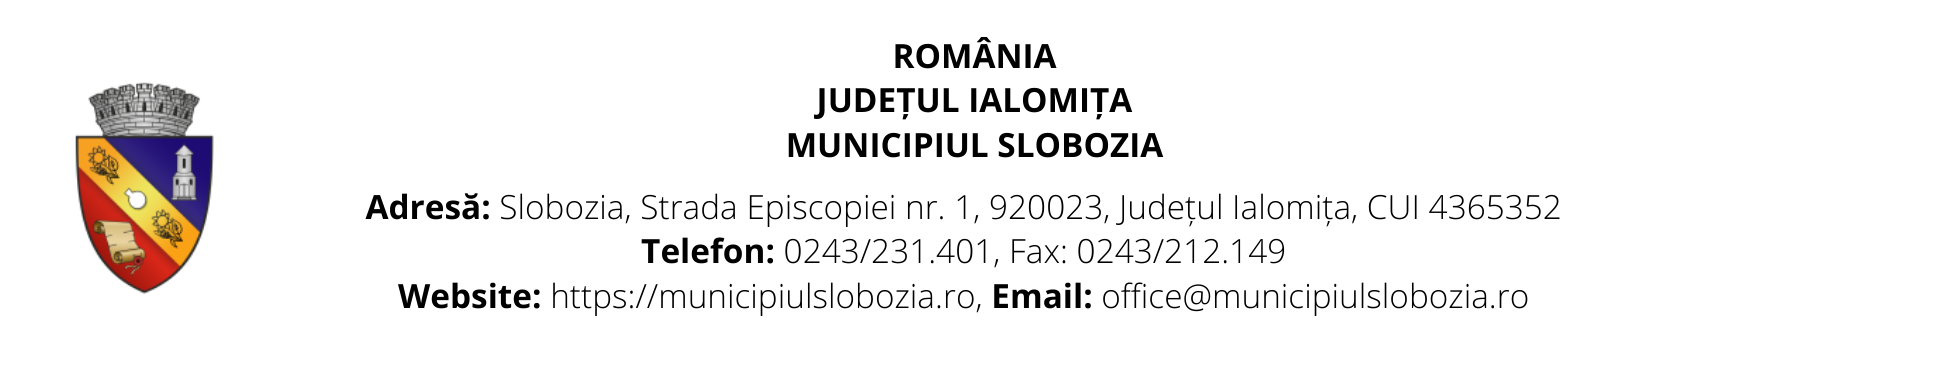 ROMÂNIA
JUDEȚUL IALOMIȚA
MUNICIPIUL SLOBOZIA
Adresă: Slobozia, Strada Episcopiei nr. 1, 920023, Județul Ialomița, CUI 4365352
Telefon: 0243/231.401, Fax: 0243/212.149
Website: https://municipiulslobozia.ro, Email: office@municipiulslobozia.ro